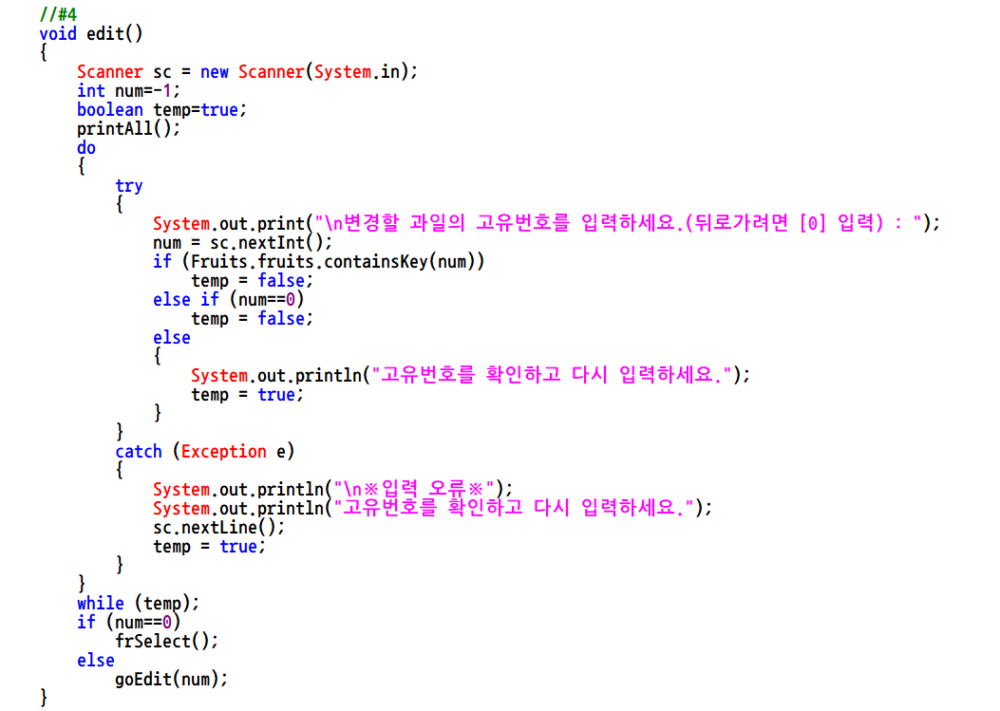 //#4
void edit()
{
    Scanner sc = new Scanner(System.in);
    int num=-1;
    boolean temp=true;
    printAll();
    do
    {
        try
        {
            System.out.print("\n변경할 과일의 고유번호를 입력하세요.(뒤로가려면 [0] 입력) : ");
            num = sc.nextInt();
            if (Fruits.fruits.containsKey(num))
                temp = false;
            else if (num==0)
                temp = false;
            else
            {
                System.out.println("고유번호를 확인하고 다시 입력하세요.");
                temp = true;
            }
        }
        catch (Exception e)
        {
            System.out.println("\n※입력 오류※");
            System.out.println("고유번호를 확인하고 다시 입력하세요.");
            sc.nextLine();
            temp = true;
        }
    }
    while (temp);
    if (num==0)
        frSelect();
    else
        goEdit(num);
}